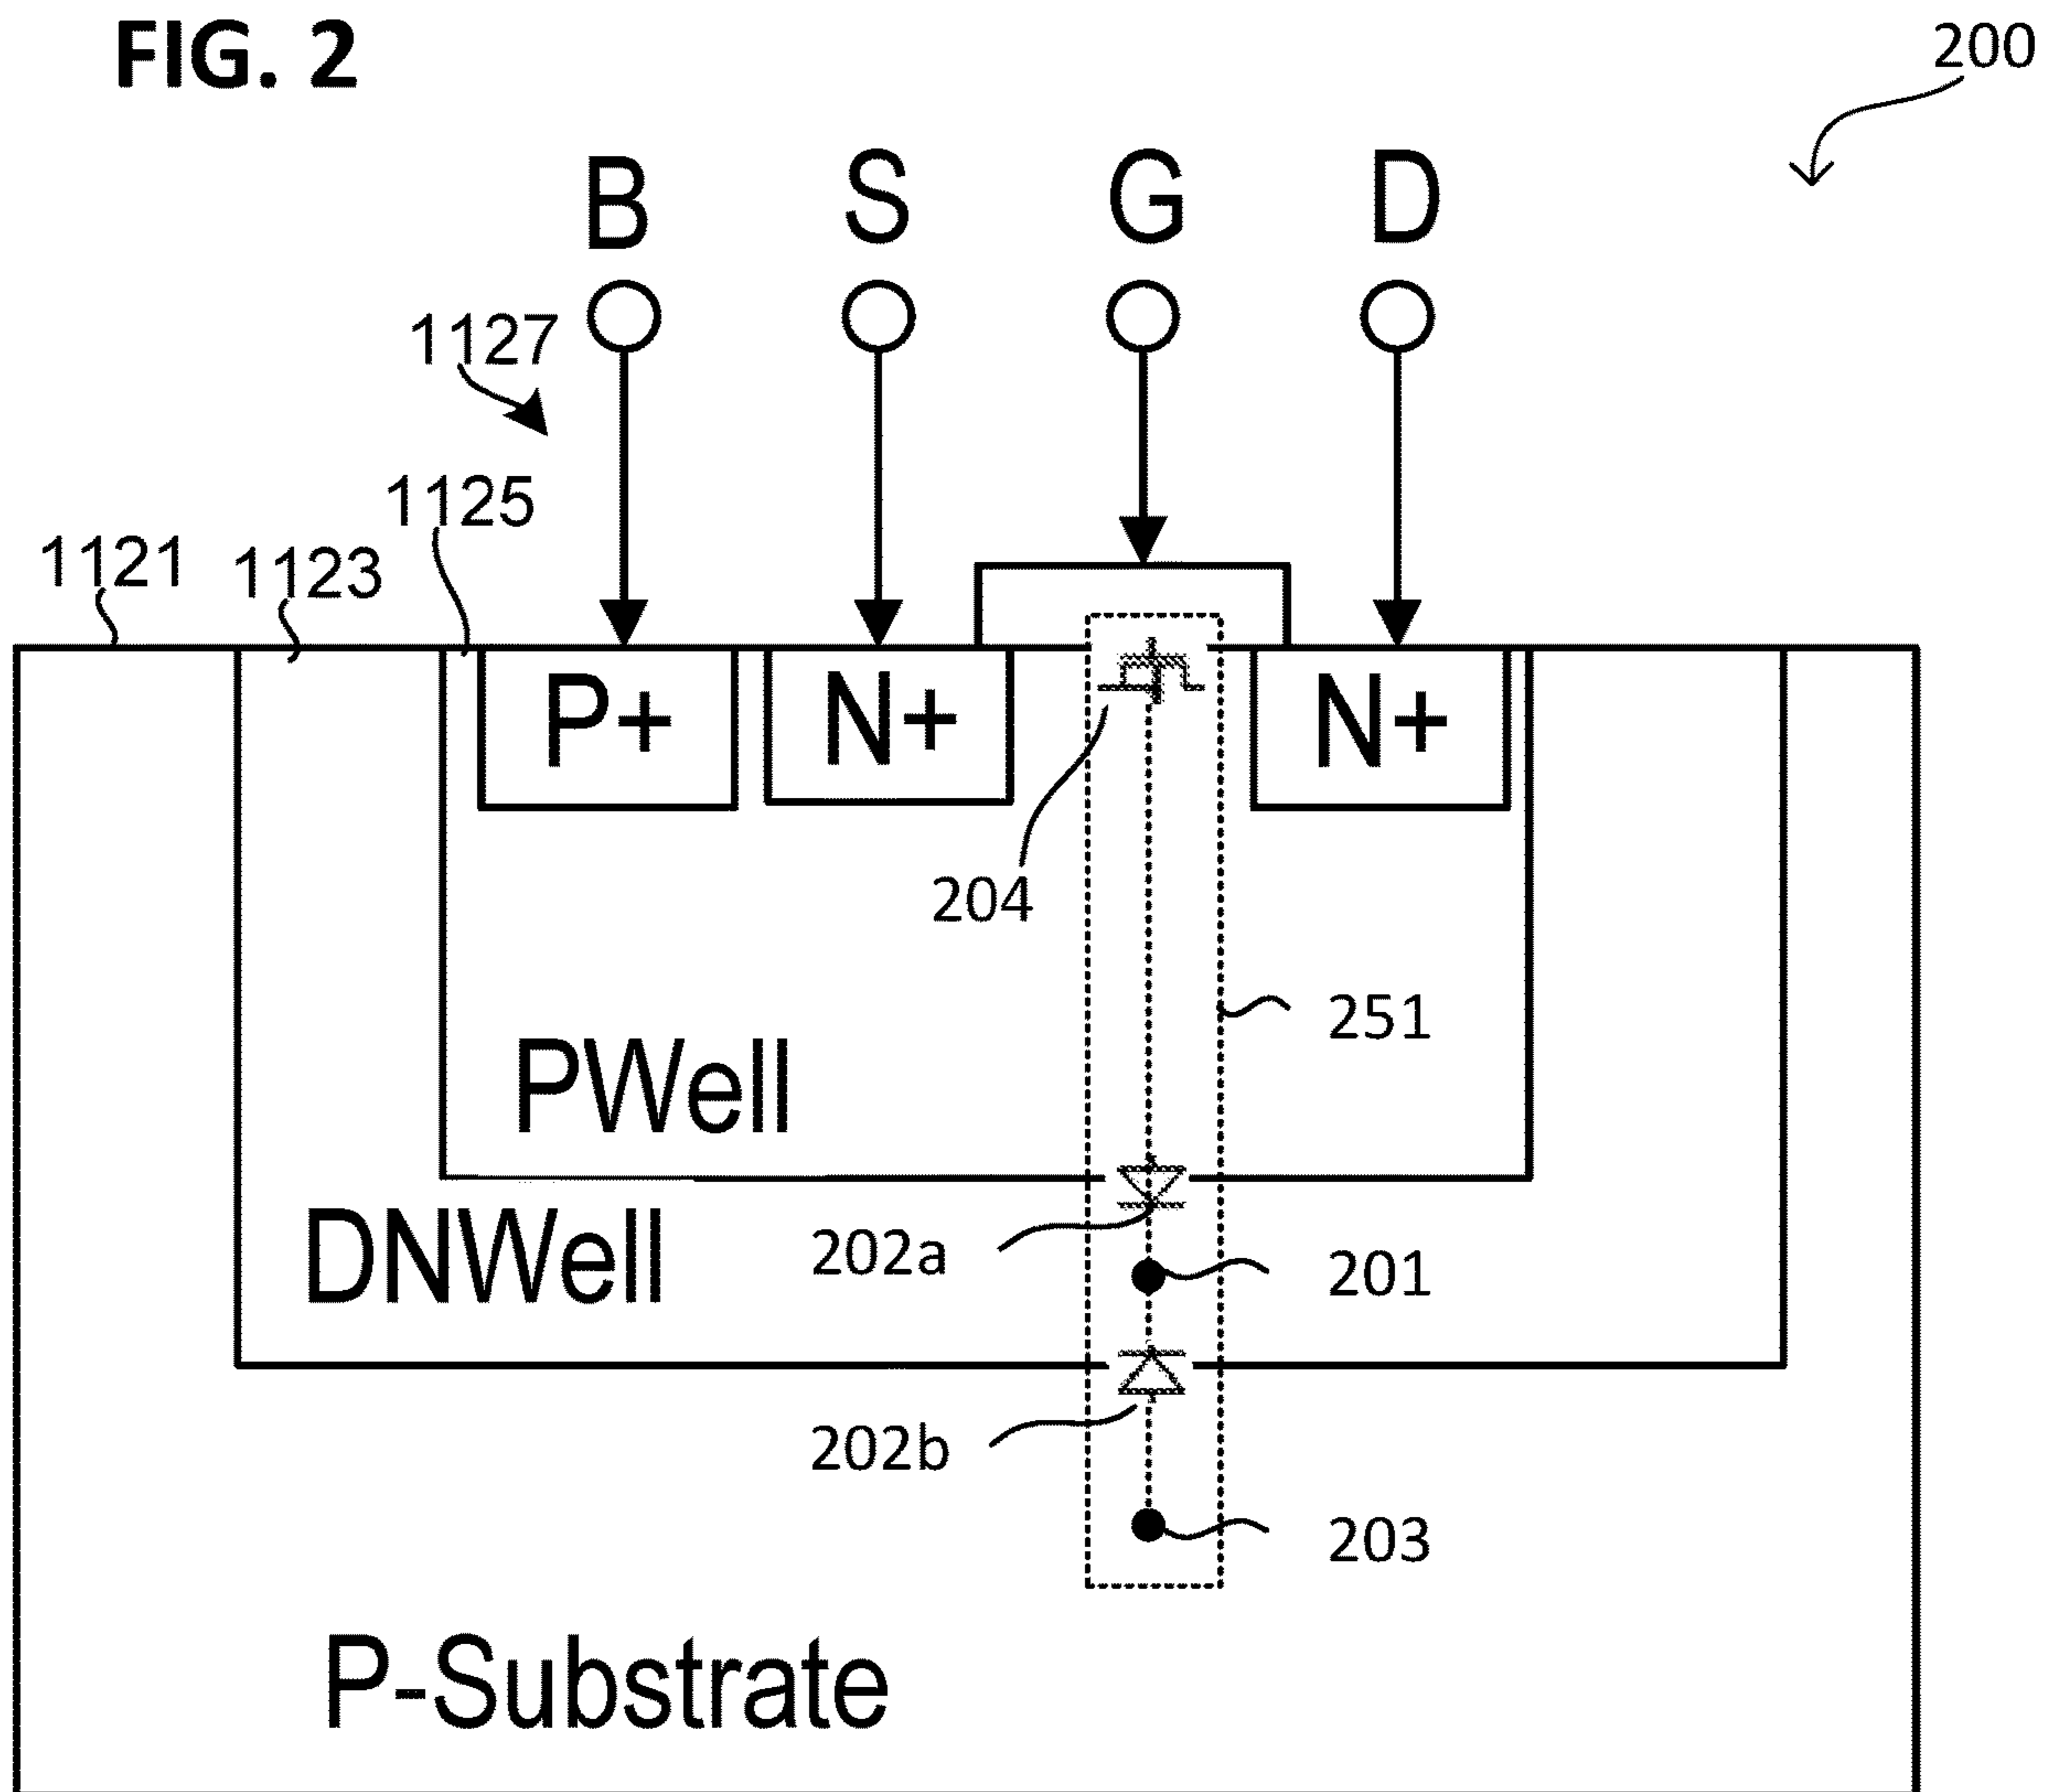 FIG. 2
200
B S G D
1127
1125
1121
1123
P+ N+ N+
204
251
PWell
202a
201
DNWell
202b
203
P-Substrate